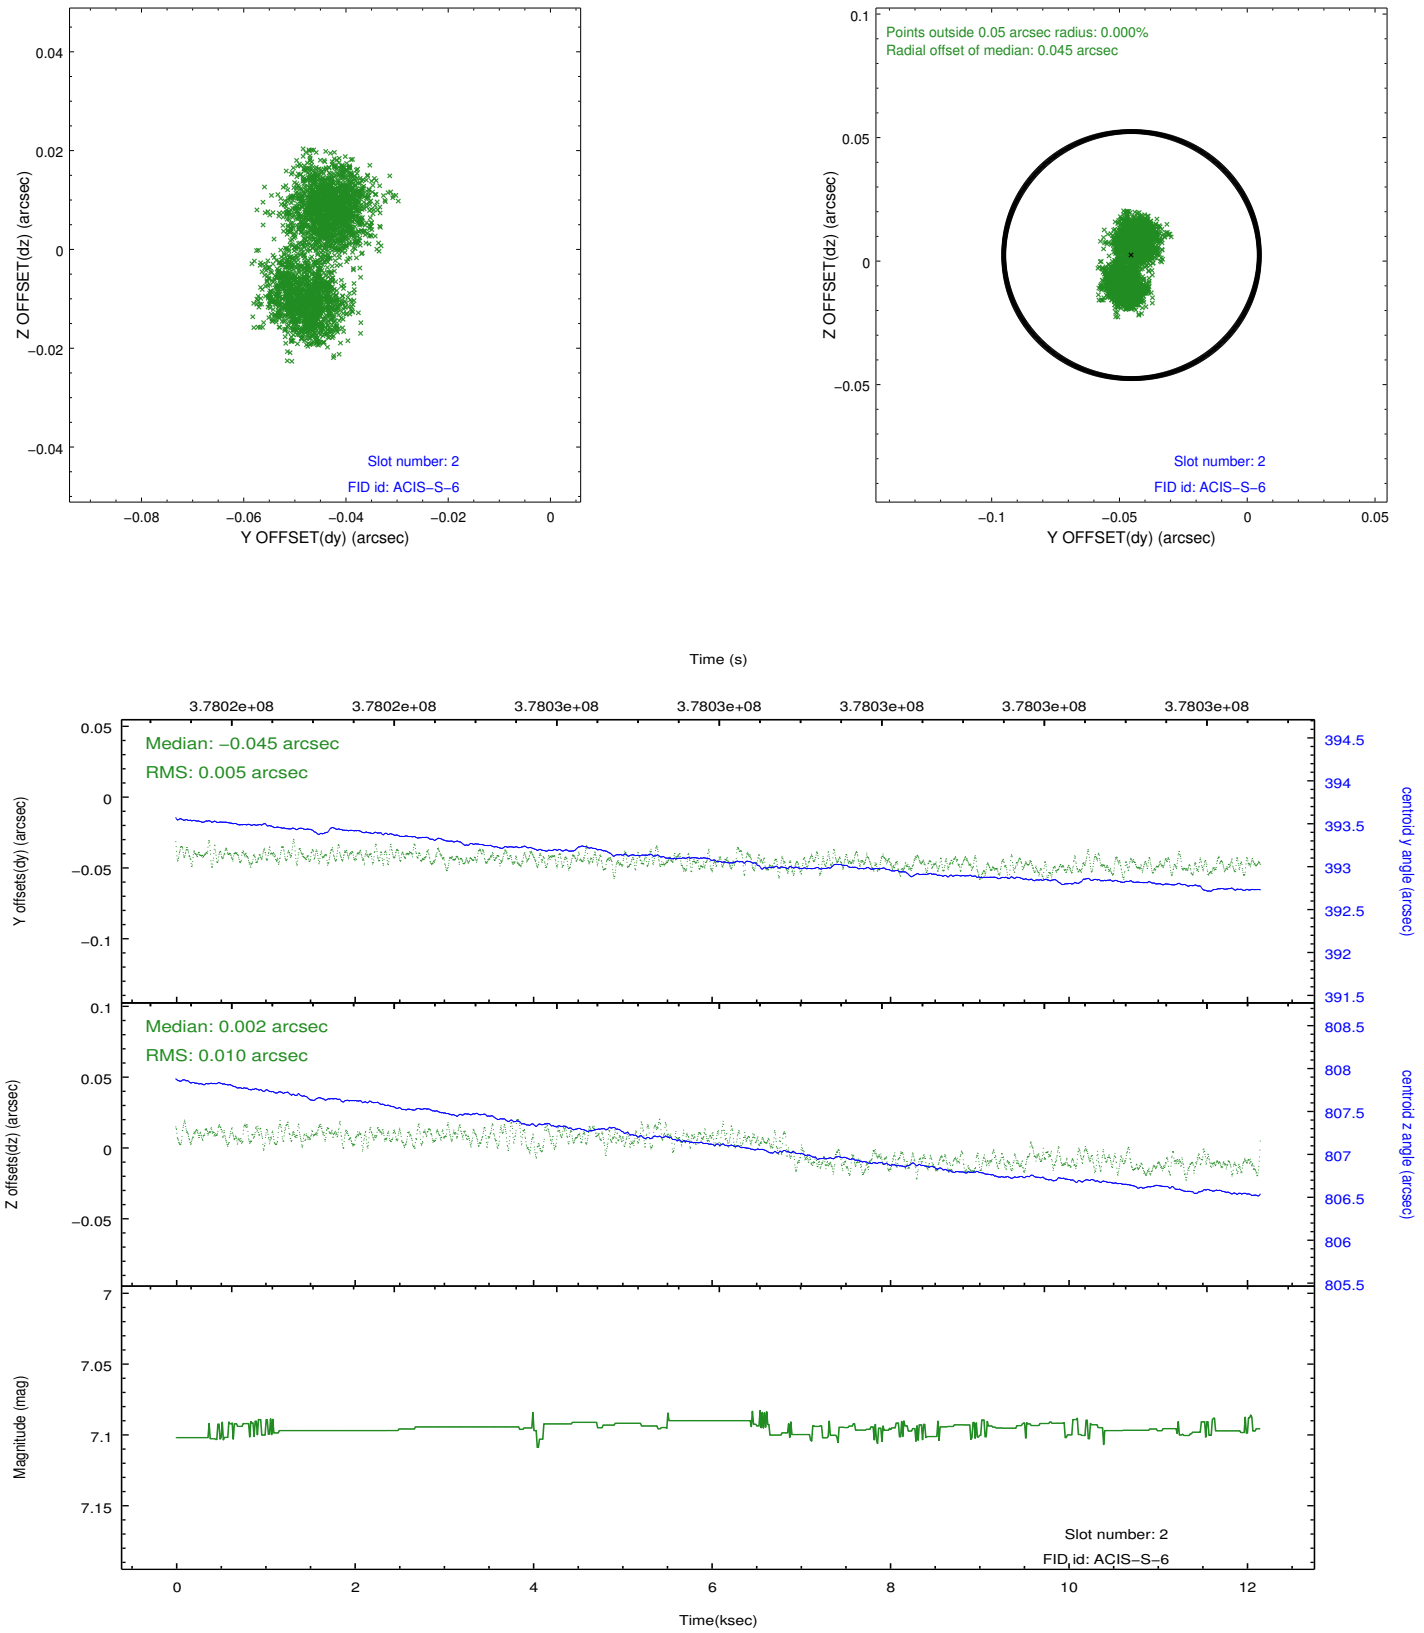 0.04
0.02
0
−0.02
−0.04
Z OFFSET(dz) (arcsec)
Slot number: 2
FID id: ACIS−S−6
−0.08
−0.06
−0.04
−0.02
0
Y OFFSET(dy) (arcsec)
Points outside 0.05 arcsec radius: 0.000%
Radial offset of median: 0.045 arcsec
0.1
0.05
0
−0.05
Z OFFSET(dz) (arcsec)
Slot number: 2
FID id: ACIS−S−6
−0.1
−0.05
0
0.05
Y OFFSET(dy) (arcsec)
Time (s)
3.7802e+08
3.7802e+08
3.7803e+08
3.7803e+08
3.7803e+08
3.7803e+08
3.7803e+08
Median: −0.045 arcsec
RMS: 0.005 arcsec
0.05
0
−0.05
−0.1
Y offsets(dy) (arcsec)
394.5
394
393.5
393
392.5
392
391.5
centroid y angle (arcsec)
Median: 0.002 arcsec
RMS: 0.010 arcsec
0.1
0.05
0
−0.05
Z offsets(dz) (arcsec)
808.5
808
807.5
807
806.5
806
805.5
centroid z angle (arcsec)
7
7.05
7.1
7.15
Magnitude (mag)
Slot number: 2
FID id: ACIS−S−6
0
2
4
6
8
10
12
Time(ksec)